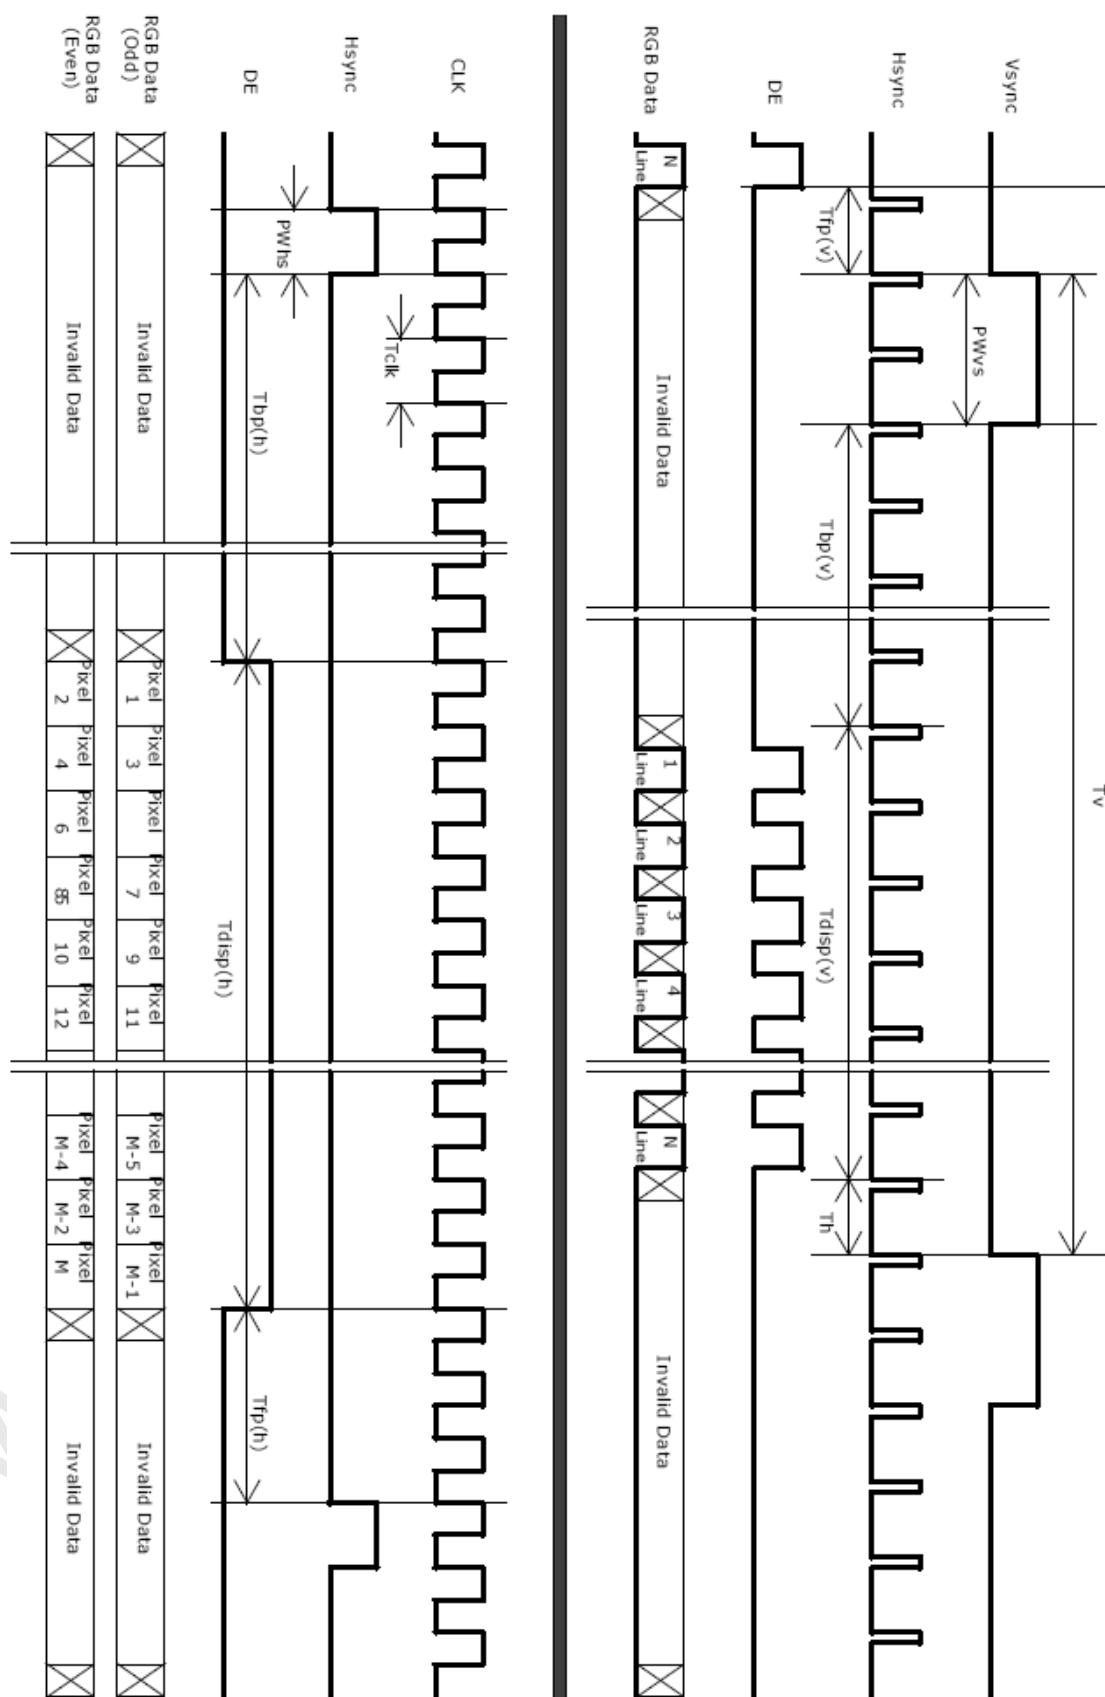 Vsync
Tv
PWvs
Hsync
Tfp(v)
Tbp(v)
Tdisp(v)
Th
DE
RGB Data
Line N
Invalid Data
Line 1
Line 2
Line 3
Line 4
Line N
Invalid Data
CLK
Tclk
Hsync
PWhs
DE
Tbp(h)
Tdisp(h)
Tfp(h)
RGB Data
(Odd)
Invalid Data
Pixel Pixel Pixel Pixel Pixel Pixel Pixel Pixel Pixel
1 3 7 9 11 M-5 M-3 M-1
Invalid Data
RGB Data
(Even)
Invalid Data
Pixel Pixel Pixel Pixel Pixel Pixel Pixel Pixel Pixel
2 4 6 10 12 M-4 M-2 M
Invalid Data